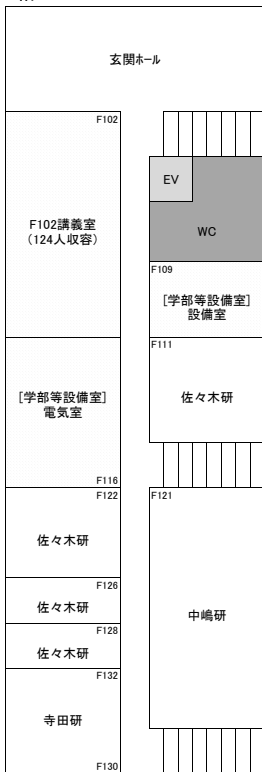 玄関ホール
F102
F102講義室
（124人収容）
EV
WC
F109
[学部等設備室]
設備室
F111
佐々木研
[学部等設備室]
電気室
F116
F122
佐々木研
F121
中嶋研
F126
佐々木研
F128
佐々木研
F132
寺田研
F130